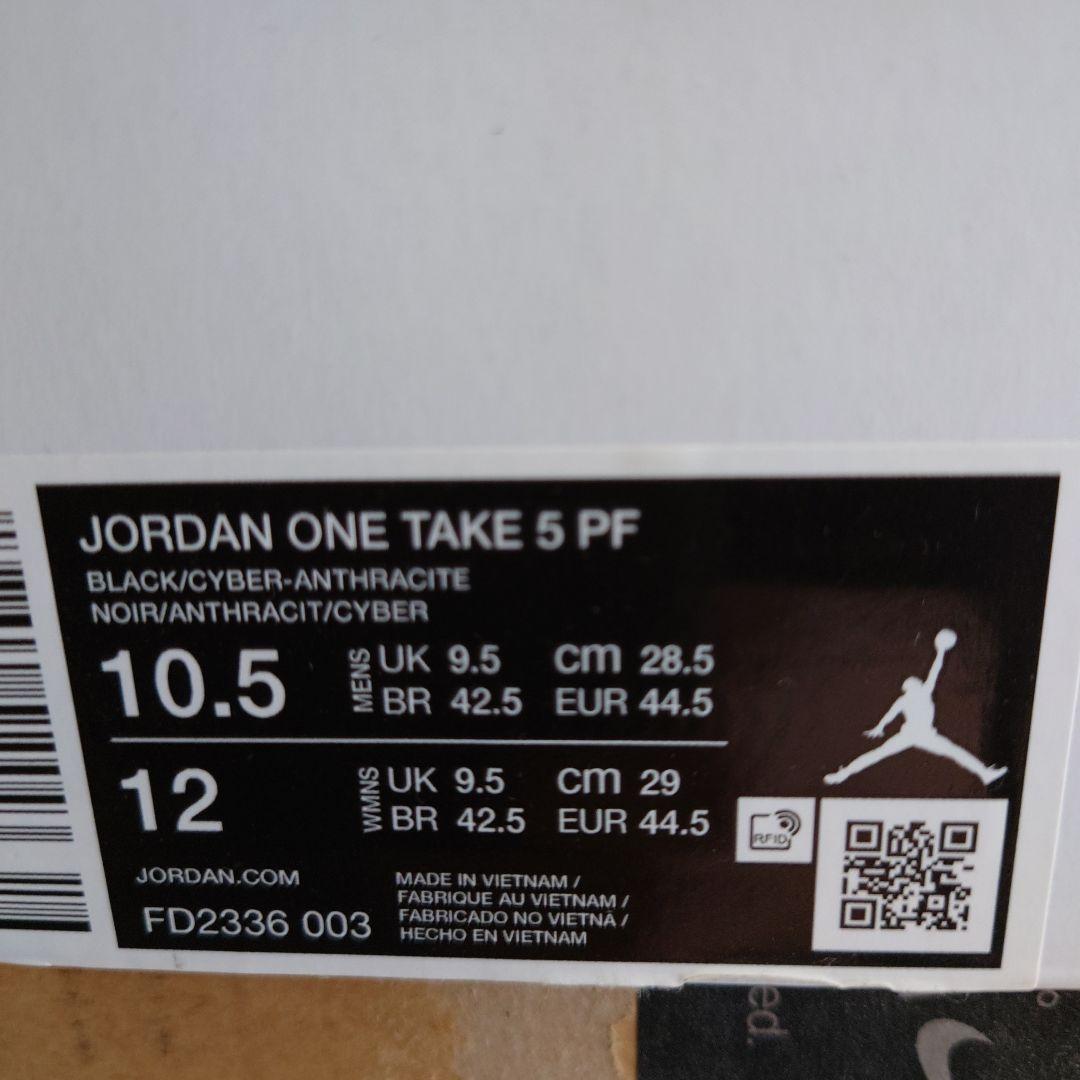 JORDAN ONE TAKE 5 PF
BLACK/CYBER-ANTHRACITE
NOIR/ANTHRACIT/CYBER
10.5 MENS UK 9.5 cm 28.5
BR 42.5 EUR 44.5
12 WMNS UK 9.5 cm 29
BR 42.5 EUR 44.5
RFID
JORDAN.COM
FD2336 003
MADE IN VIETNAM /
FABRIQUE AU VIETNAM /
FABRICADO NO VIETNÃ /
HECHO EN VIETNAM
ed.